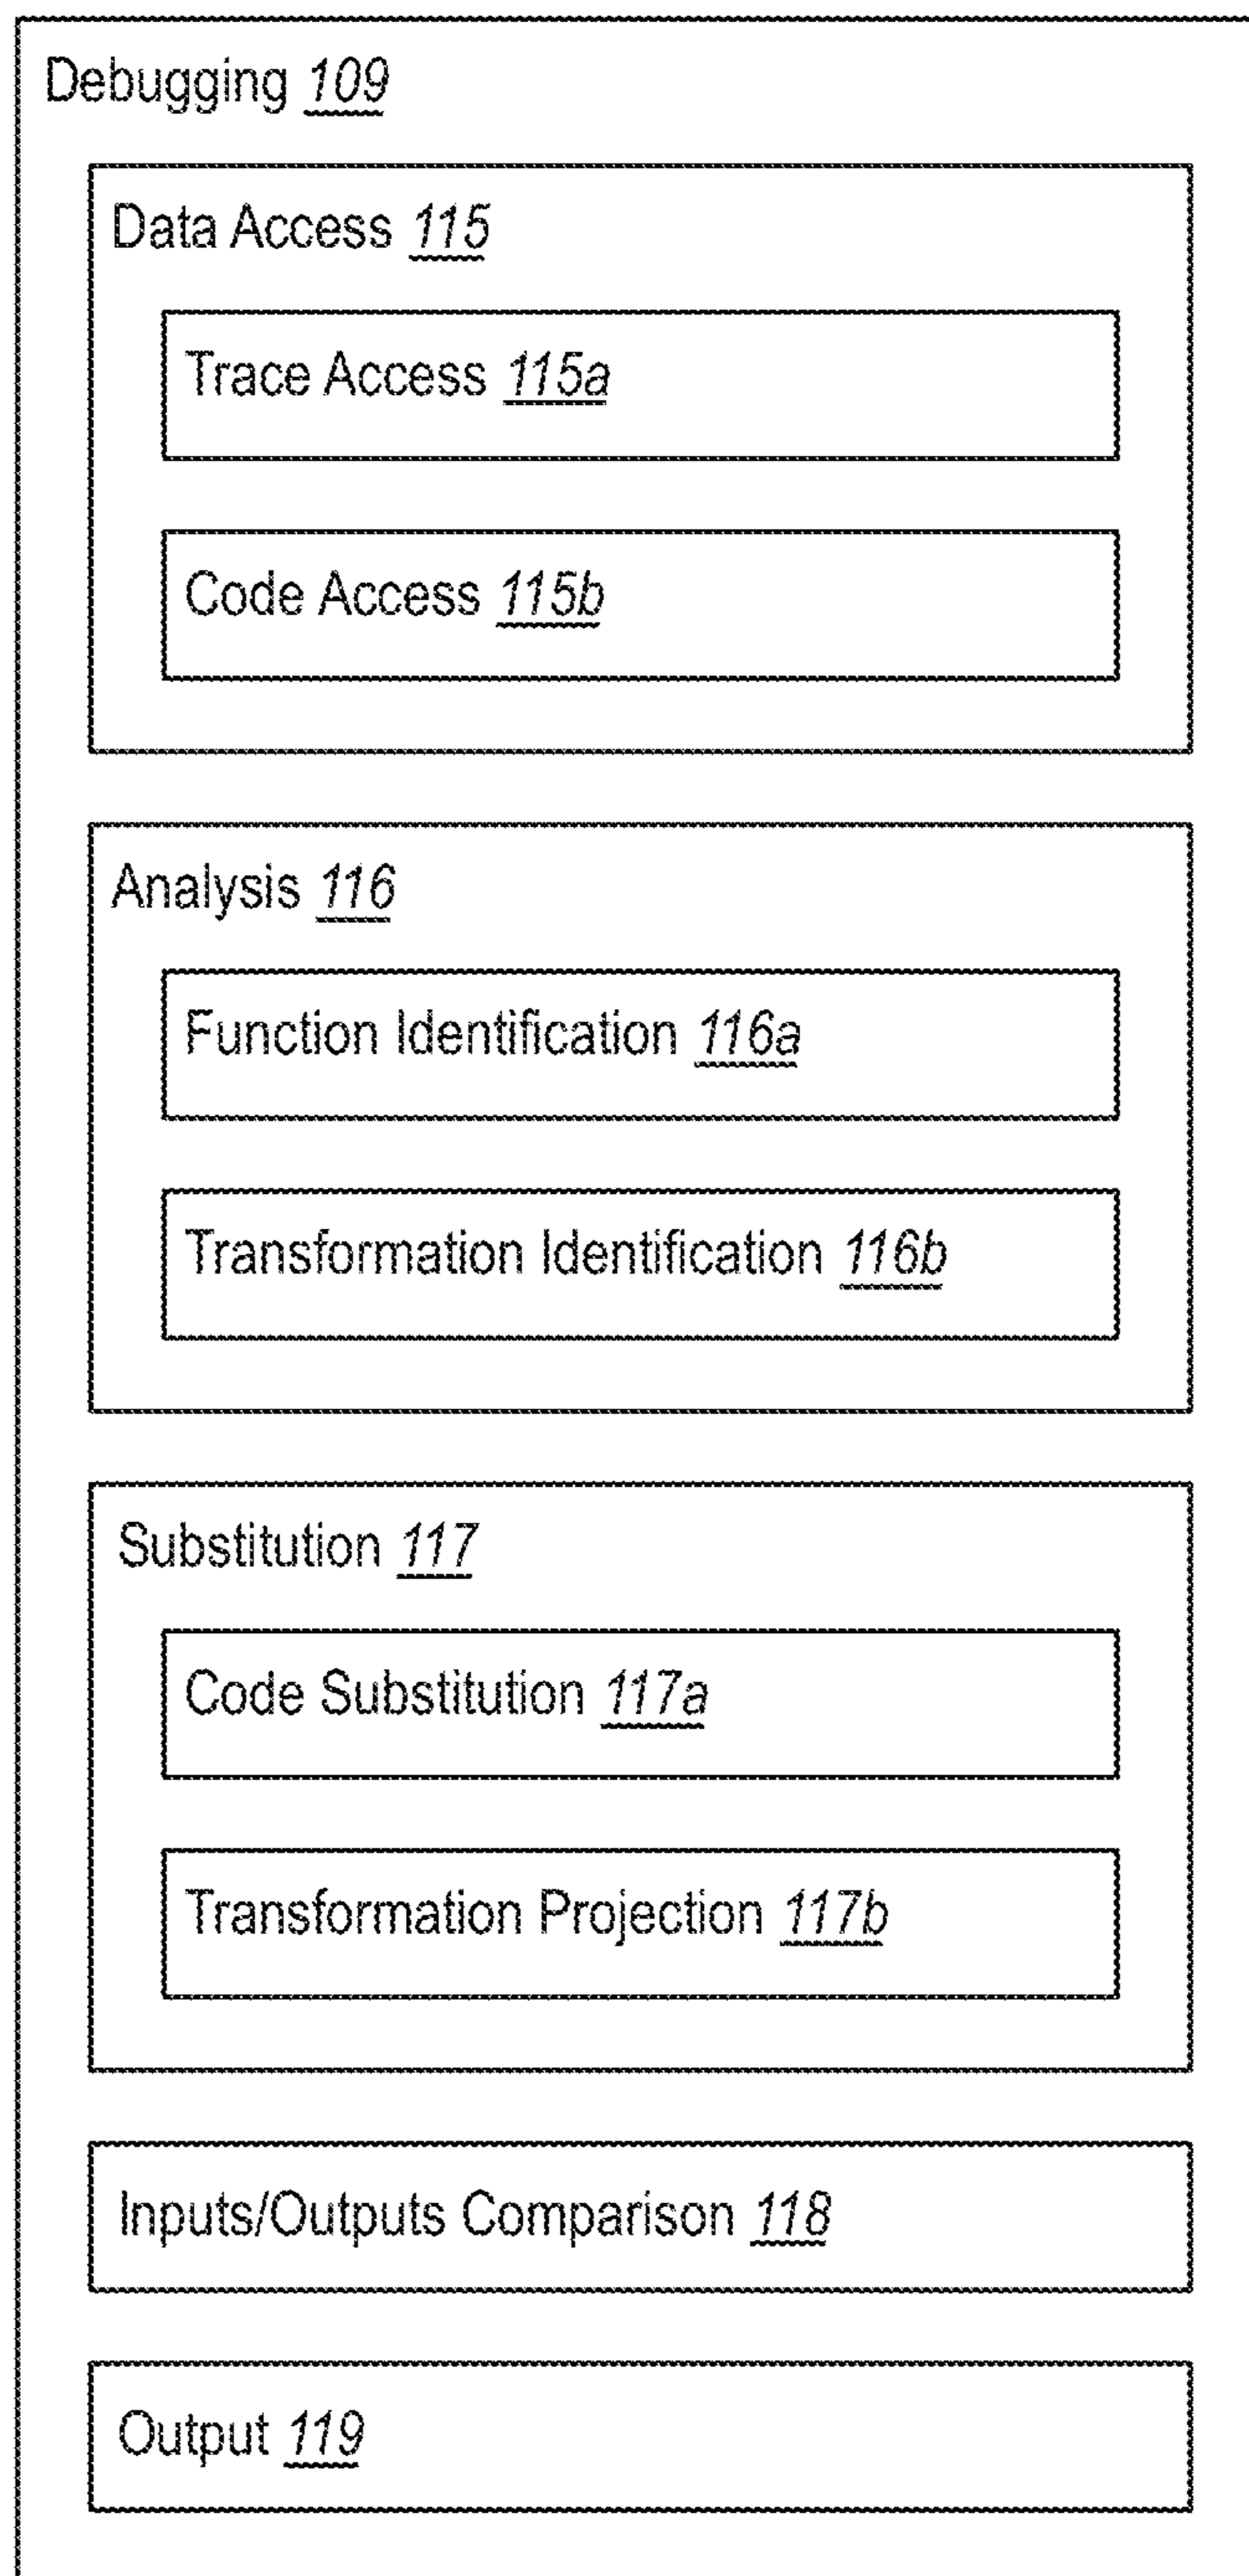 Debugging 109
Data Access 115
Trace Access 115a
Code Access 115b
Analysis 116
Function Identification 116a
Transformation Identification 116b
Substitution 117
Code Substitution 117a
Transformation Projection 117b
Inputs/Outputs Comparison 118
Output 119